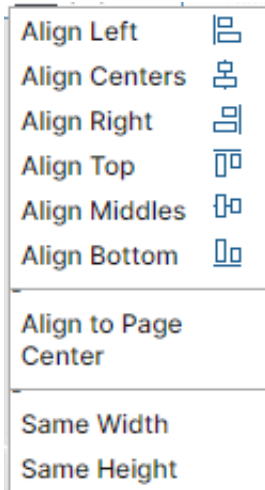 Align Left
Align Centers
Align Right
Align Top
Align Middles
Align Bottom
Align to Page
Center
Same Width
Same Height